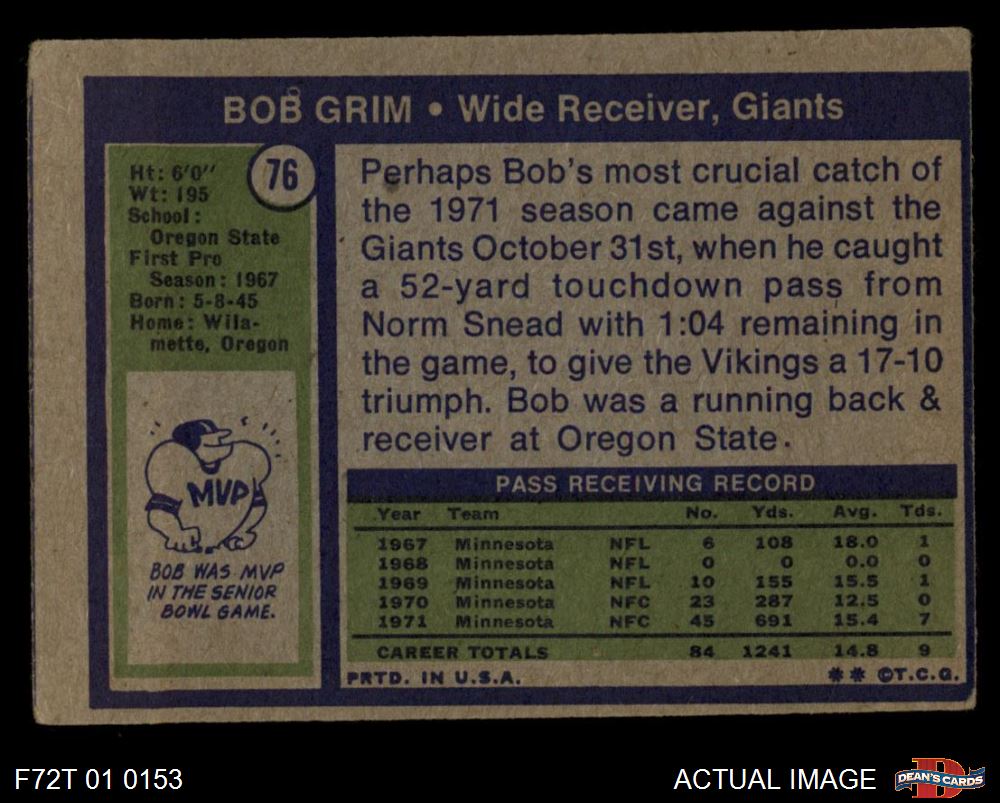 BOB GRIM • Wide Receiver, Giants
76
Ht: 6'0"
Wt: 195
School:
Oregon State
First Pro
Season: 1967
Born: 5-8-45
Home: Wila-
mette, Oregon
MVP
BOB WAS MVP
IN THE SENIOR
BOWL GAME.
Perhaps Bob's most crucial catch of
the 1971 season came against the
Giants October 31st, when he caught
a 52-yard touchdown pass from
Norm Snead with 1:04 remaining in
the game, to give the Vikings a 17-10
triumph. Bob was a running back &
receiver at Oregon State.
PASS RECEIVING RECORD
Year Team No. Yds. Avg. Tds.
1967 Minnesota NFL 6 108 18.0 1
1968 Minnesota NFL 0 0 0.0 0
1969 Minnesota NFL 10 155 15.5 1
1970 Minnesota NFC 23 287 12.5 0
1971 Minnesota NFC 45 691 15.4 7
CAREER TOTALS 84 1241 14.8 9
PRTD. IN U.S.A. ** ©T.C.G.
F72T 01 0153 ACTUAL IMAGE DEAN'S CARDS